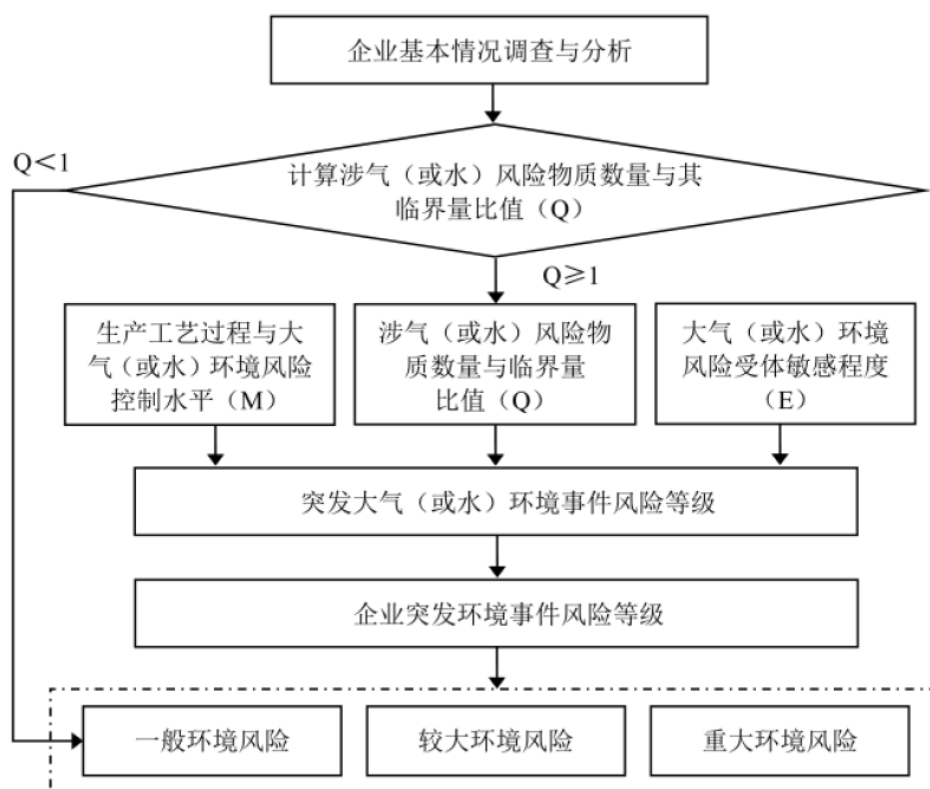 企业基本情况调查与分析
Q＜1
计算涉气（或水）风险物质数量与其
临界量比值（Q）
Q≥1
生产工艺过程与大
气（或水）环境风险
控制水平（M）
涉气（或水）风险物
质数量与临界量
比值（Q）
大气（或水）环境
风险受体敏感程度
（E）
突发大气（或水）环境事件风险等级
企业突发环境事件风险等级
一般环境风险
较大环境风险
重大环境风险